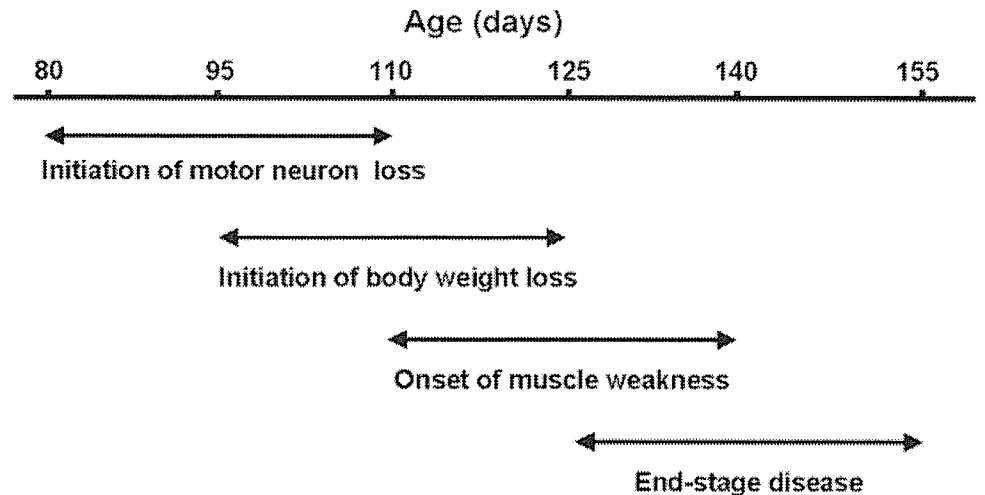 Age (days)
80 95 110 125 140 155
Initiation of motor neuron loss
Initiation of body weight loss
Onset of muscle weakness
End-stage disease